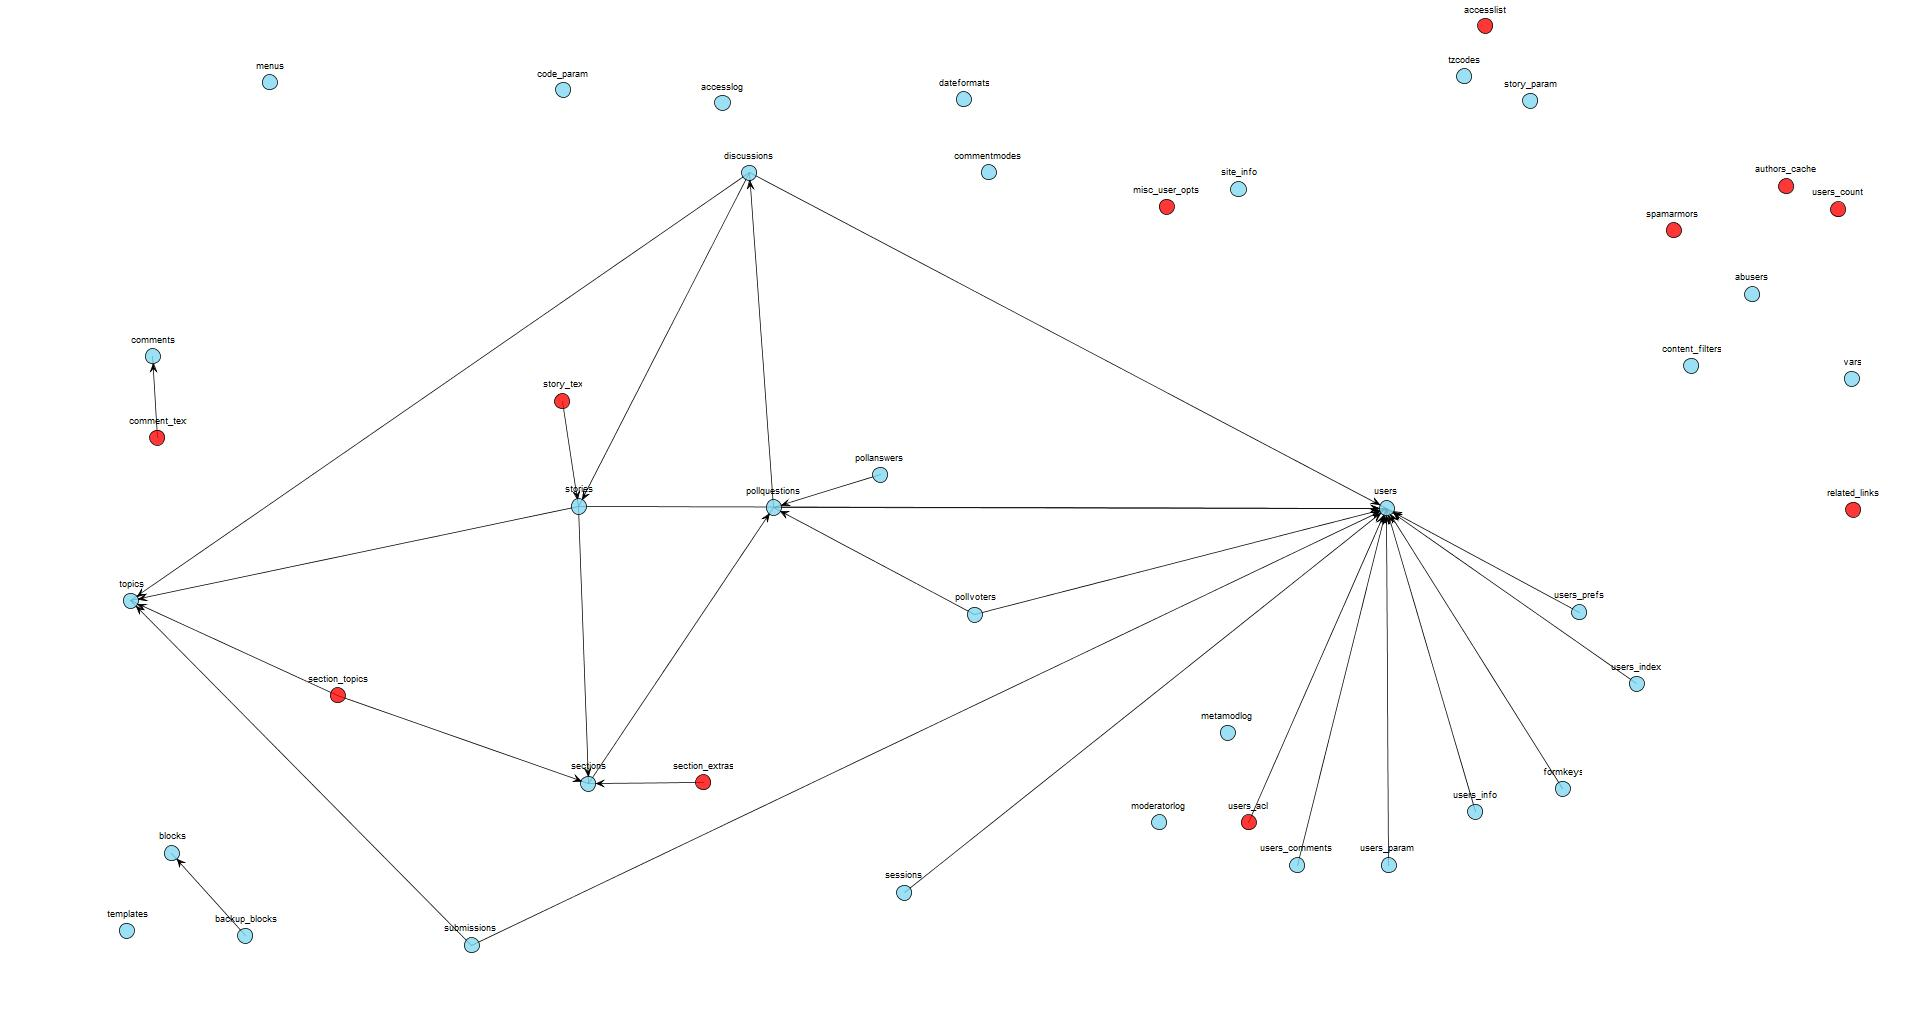 accesslist
tzcodes
menus
code_param
dateformats
story_param
accesslog
discussions
commentmodes
authors_cache
site_info
misc_user_opts
users_count
spamarmors
abusers
comments
content_filters
vars
story_tex
comment_tex
pollanswers
stories
pollquestions
users
related_links
topics
pollvoters
users_prefs
users_index
section_topics
metamodlog
sections
section_extras
formkeys
users_info
moderatorlog
users_acl
blocks
users_comments
users_param
sessions
templates
backup_blocks
submissions